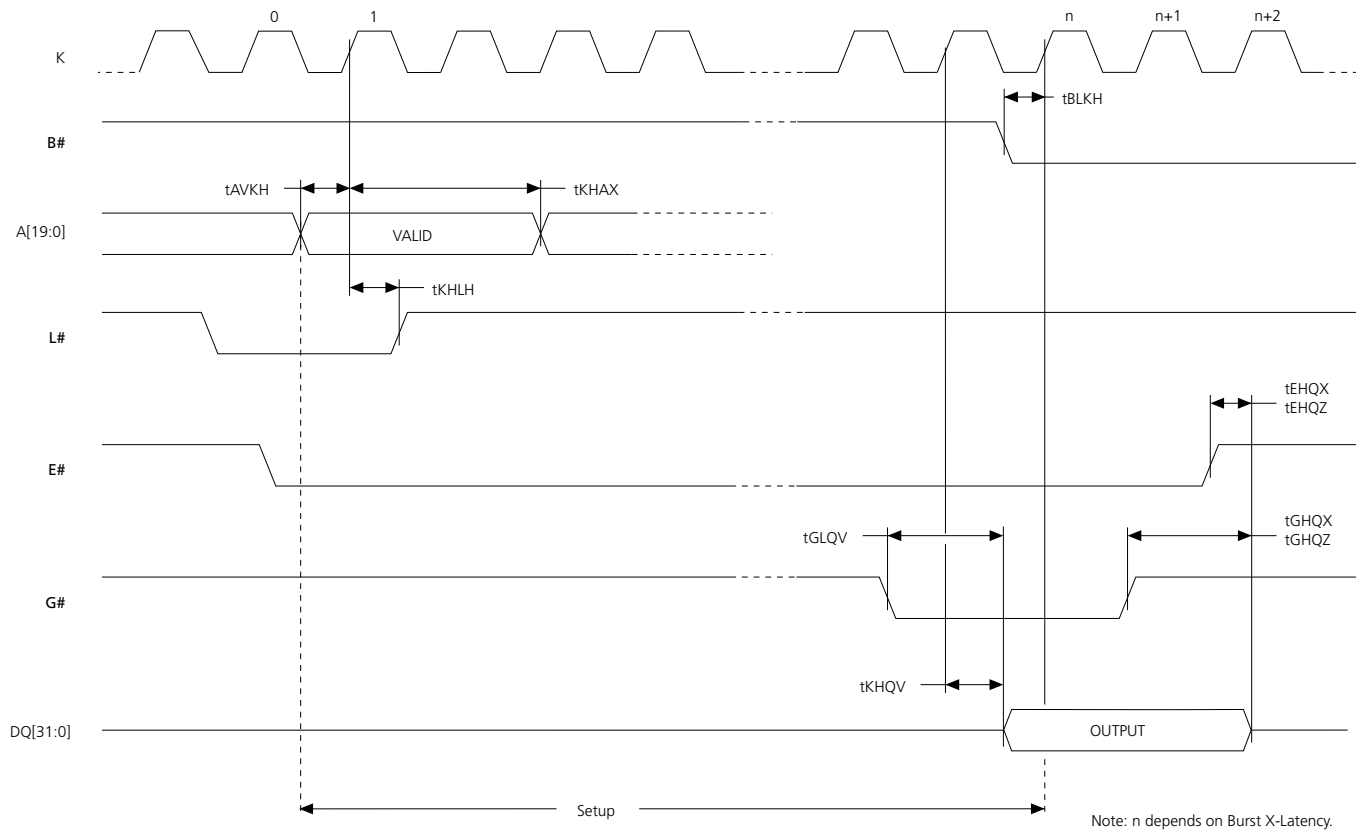 0 1 n n+1 n+2
K
tBLKH
B#
tAVKH tKHAX
A[19:0] VALID
tKHLH
L#
tEHQX
tEHQZ
E#
tGLQV tGHQX
tGHQZ
G#
tKHQV
DQ[31:0] OUTPUT
Setup
Note: n depends on Burst X-Latency.